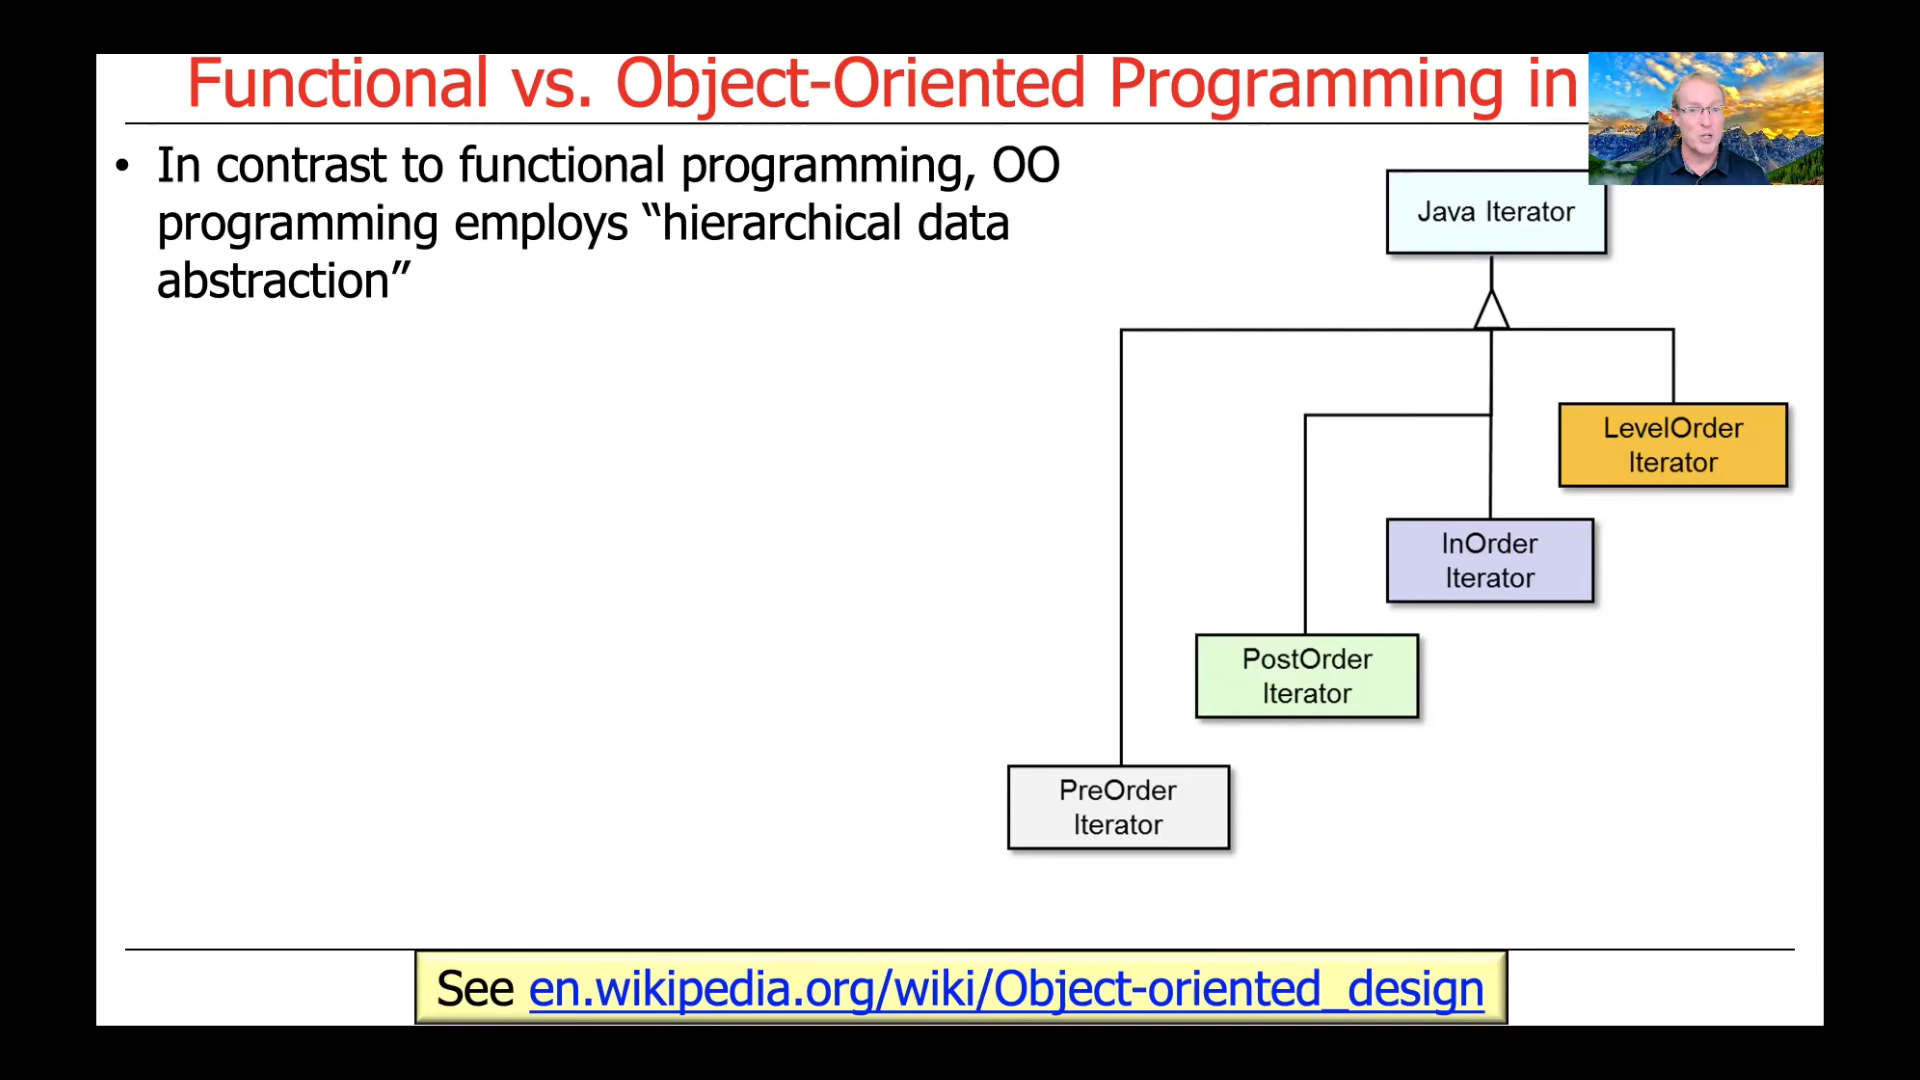 Functional vs. Object-Oriented Programming in
• In contrast to functional programming, OO
programming employs “hierarchical data
abstraction”
Java Iterator
LevelOrder
Iterator
InOrder
Iterator
PostOrder
Iterator
PreOrder
Iterator
See en.wikipedia.org/wiki/Object-oriented_design